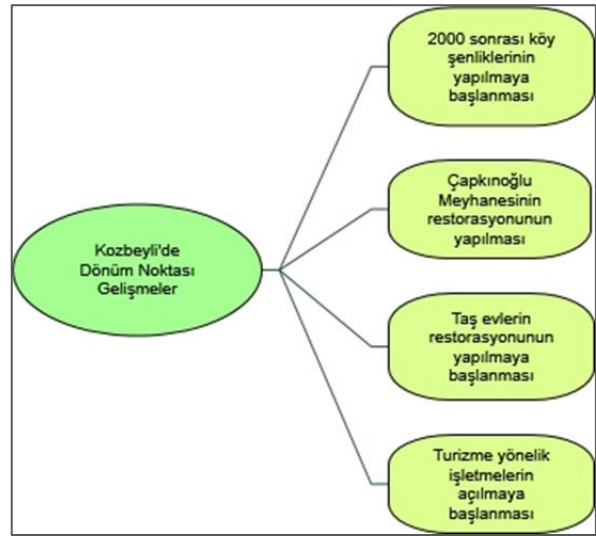 Kozbeyli'de
Dönüm Noktası
Gelişmeler
2000 sonrası köy
şenliklerinin
yapılmaya
başlanması
Çapkınoğlu
Meyhanesinin
restorasyonunun
yapılması
Taş evlerin
restorasyonunun
yapılmaya
başlanması
Turizme yönelik
işletmelerin
açılmaya
başlanması